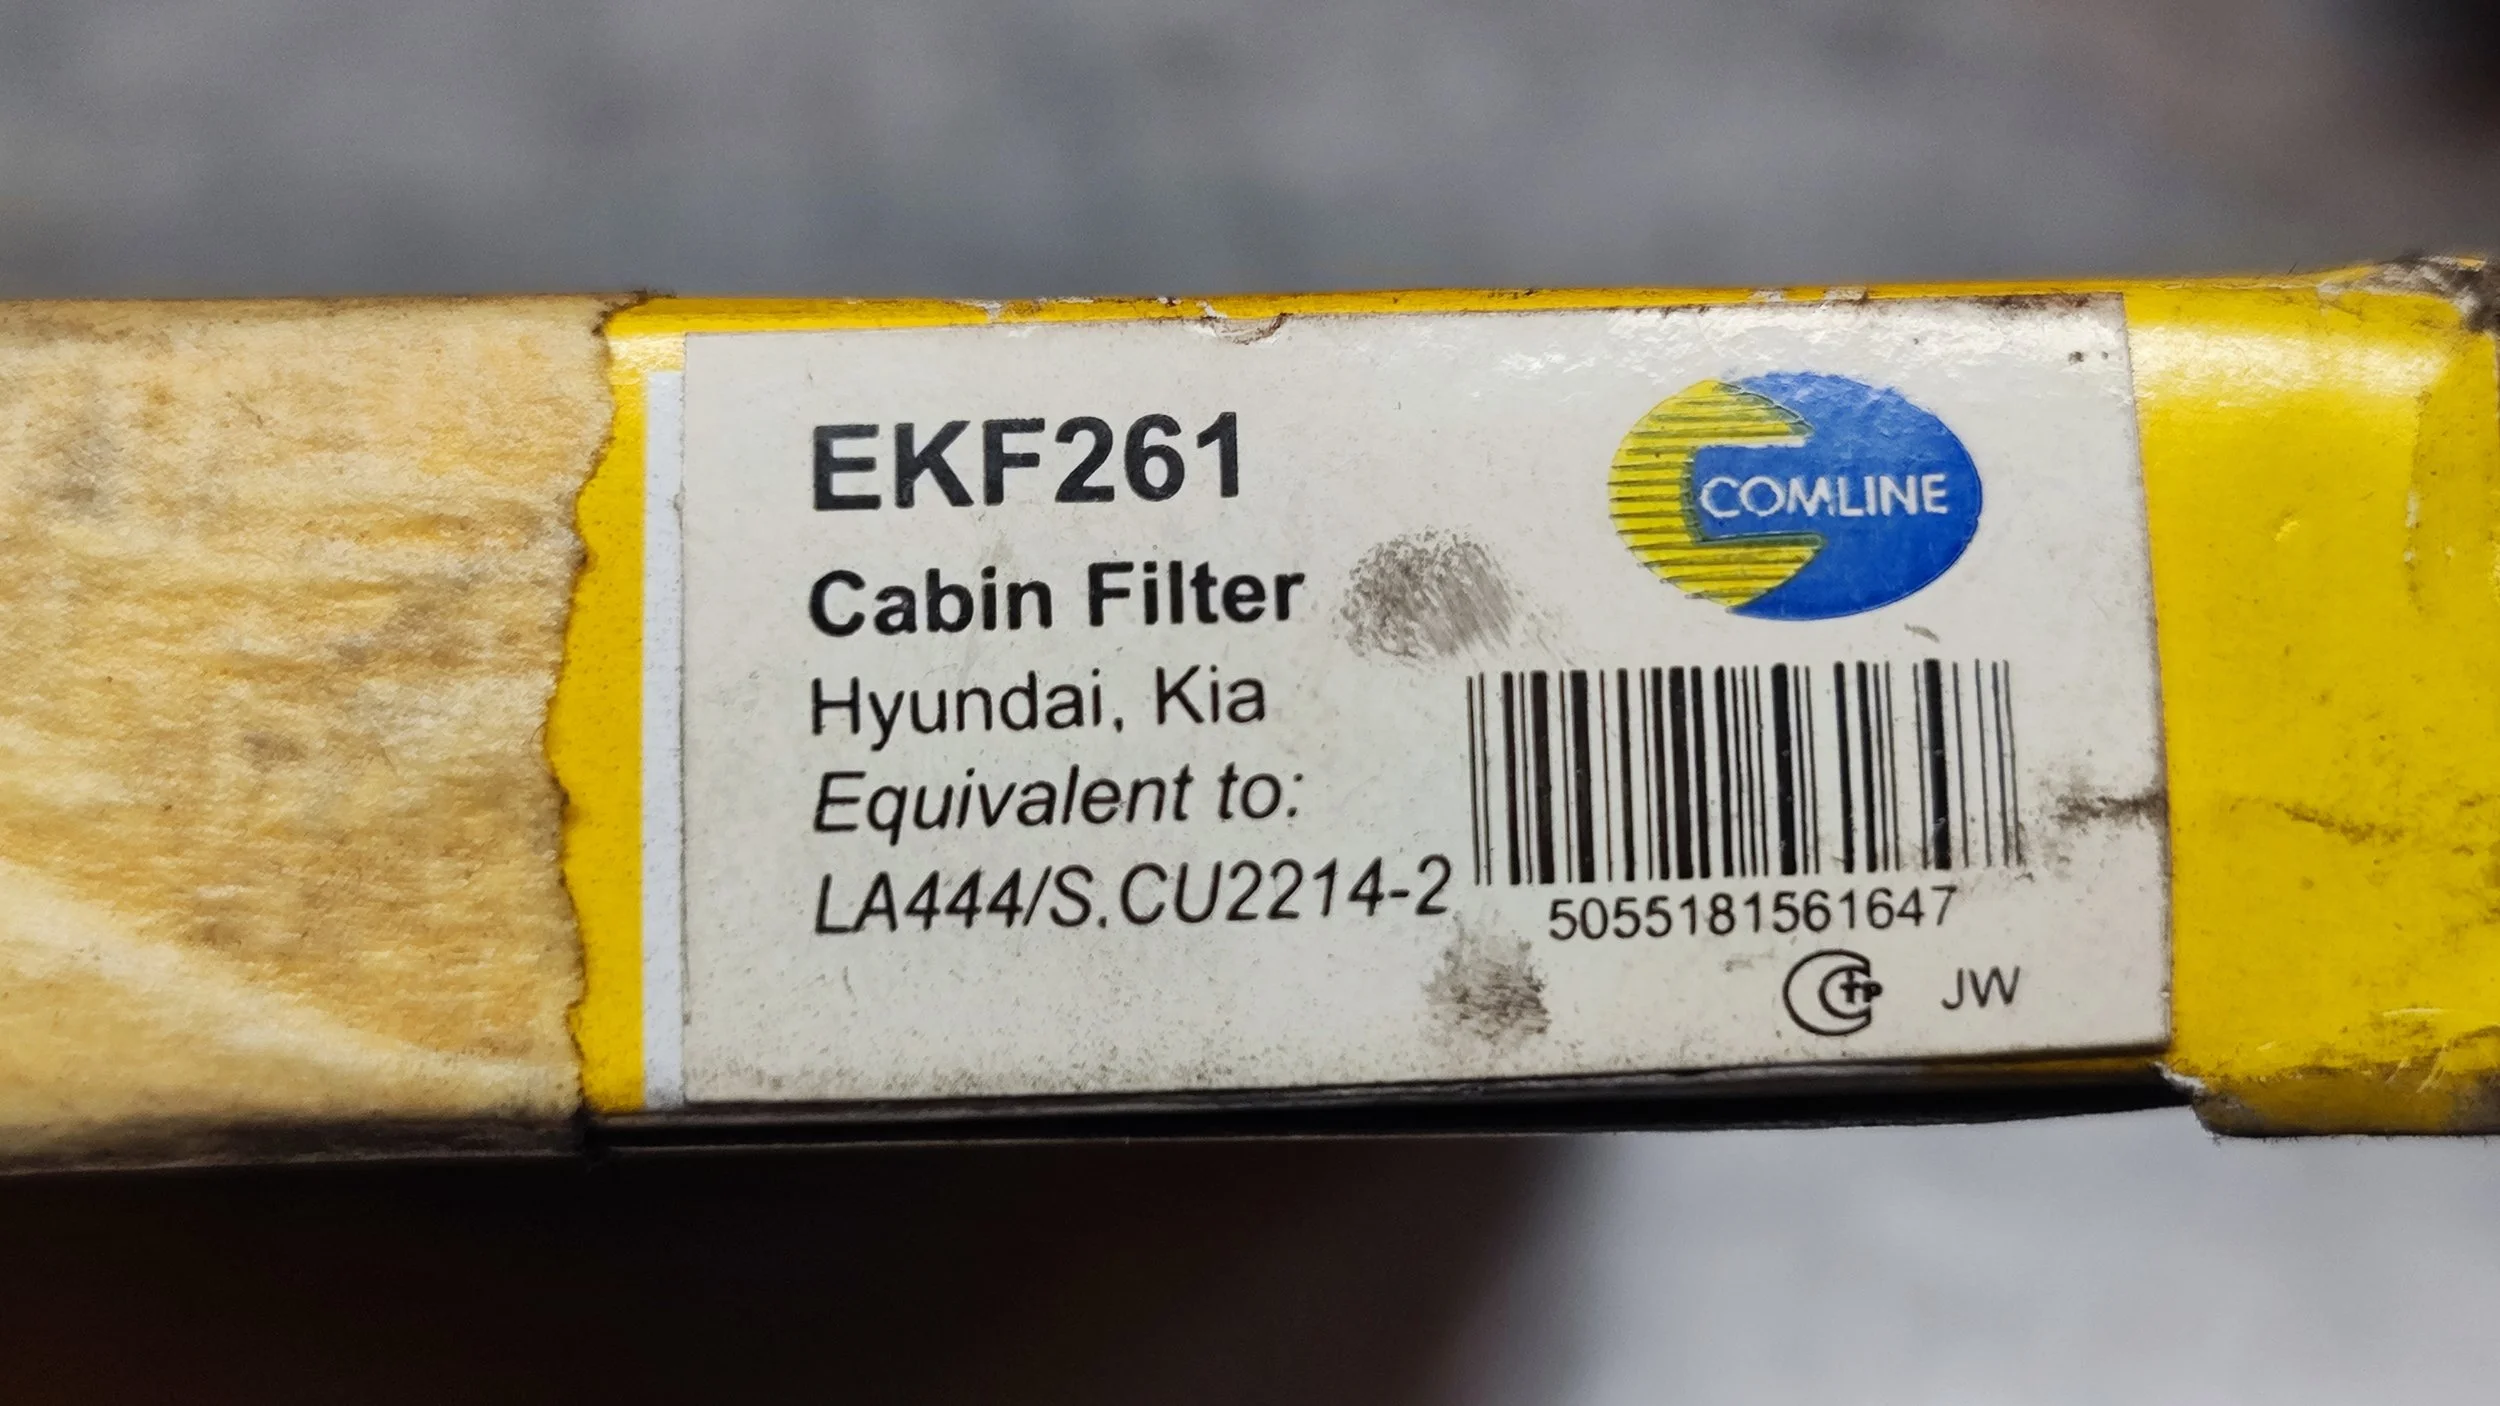 EKF261
COMLINE
Cabin Filter
Hyundai, Kia
Equivalent to:
LA444/S.CU2214-2
5055181561647
JW